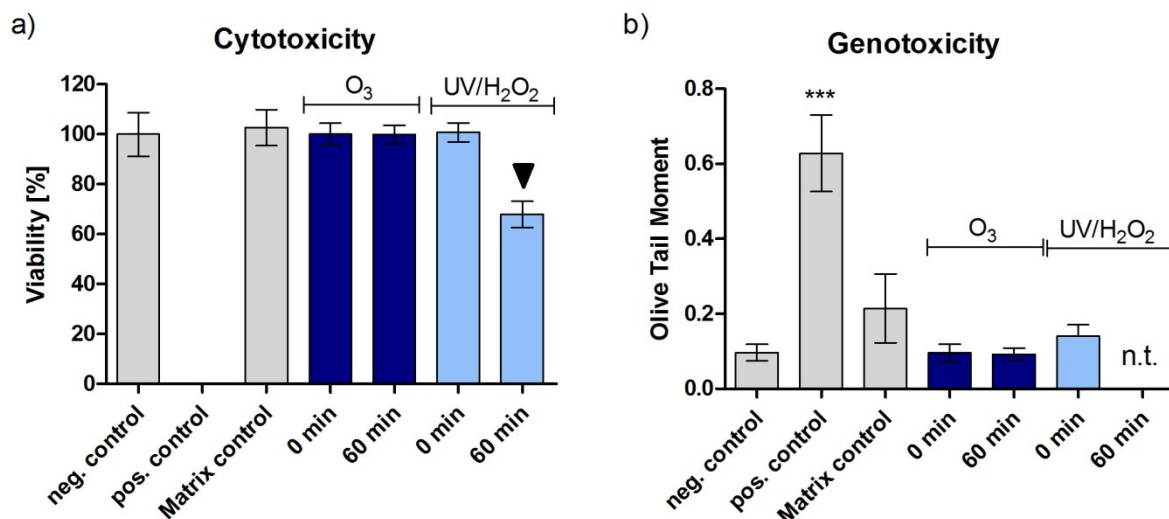 a)
Cytotoxicity
Viability [%]
120
100
80
60
40
20
0
O3
UV/H2O2
neg. control
pos. control
Matrix control
0 min
60 min
0 min
60 min
b)
Genotoxicity
Olive Tail Moment
0.8
0.6
0.4
0.2
0.0
***
O3
UV/H2O2
n.t.
neg. control
pos. control
Matrix control
0 min
60 min
0 min
60 min